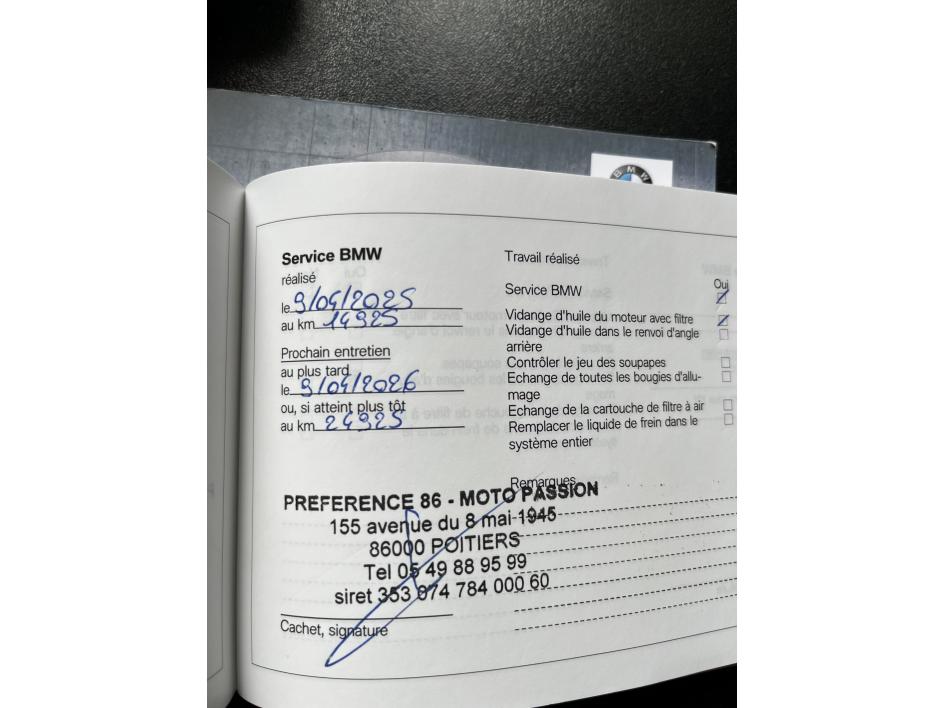 BMW
Service BMW
réalisé
le 9/04/2025
au km 14925
Prochain entretien
au plus tard
le 9/04/2026
ou, si atteint plus tôt
au km 24925
Travail réalisé
Oui
Service BMW
Vidange d'huile du moteur avec filtre
Vidange d'huile dans le renvoi d'angle
arrière
Contrôler le jeu des soupapes
Echange de toutes les bougies d'allu-
mage
Echange de la cartouche de filtre à air
Remplacer le liquide de frein dans le
système entier
Remarques
PREFERENCE 86 - MOTO PASSION
155 avenue du 8 mai 1945
86000 POITIERS
Tel 05 49 88 95 99
siret 353 974 784 000 60
Cachet, signature